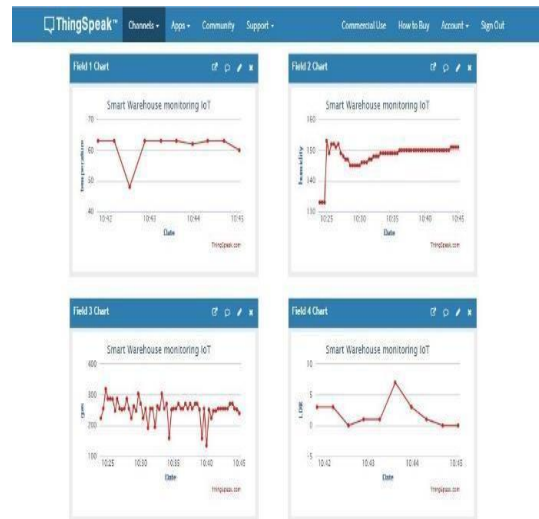 ThingSpeak™ Channels Apps Community Support Commercial Use How to Buy Account Sign Out
Field 1 Chart
Smart Warehouse monitoring IoT
70
60
50
40
temperature
10:42 10:43 10:44 10:45
Date
ThingSpeak.com
Field 2 Chart
Smart Warehouse monitoring IoT
160
150
140
130
humidity
10:25 10:30 10:35 10:40 10:45
Date
ThingSpeak.com
Field 3 Chart
Smart Warehouse monitoring IoT
400
300
200
100
10:25 10:30 10:35 10:40 10:45
Date
ThingSpeak.com
Field 4 Chart
Smart Warehouse monitoring IoT
10
5
0
-5
10:42 10:43 10:44 10:45
Date
ThingSpeak.com